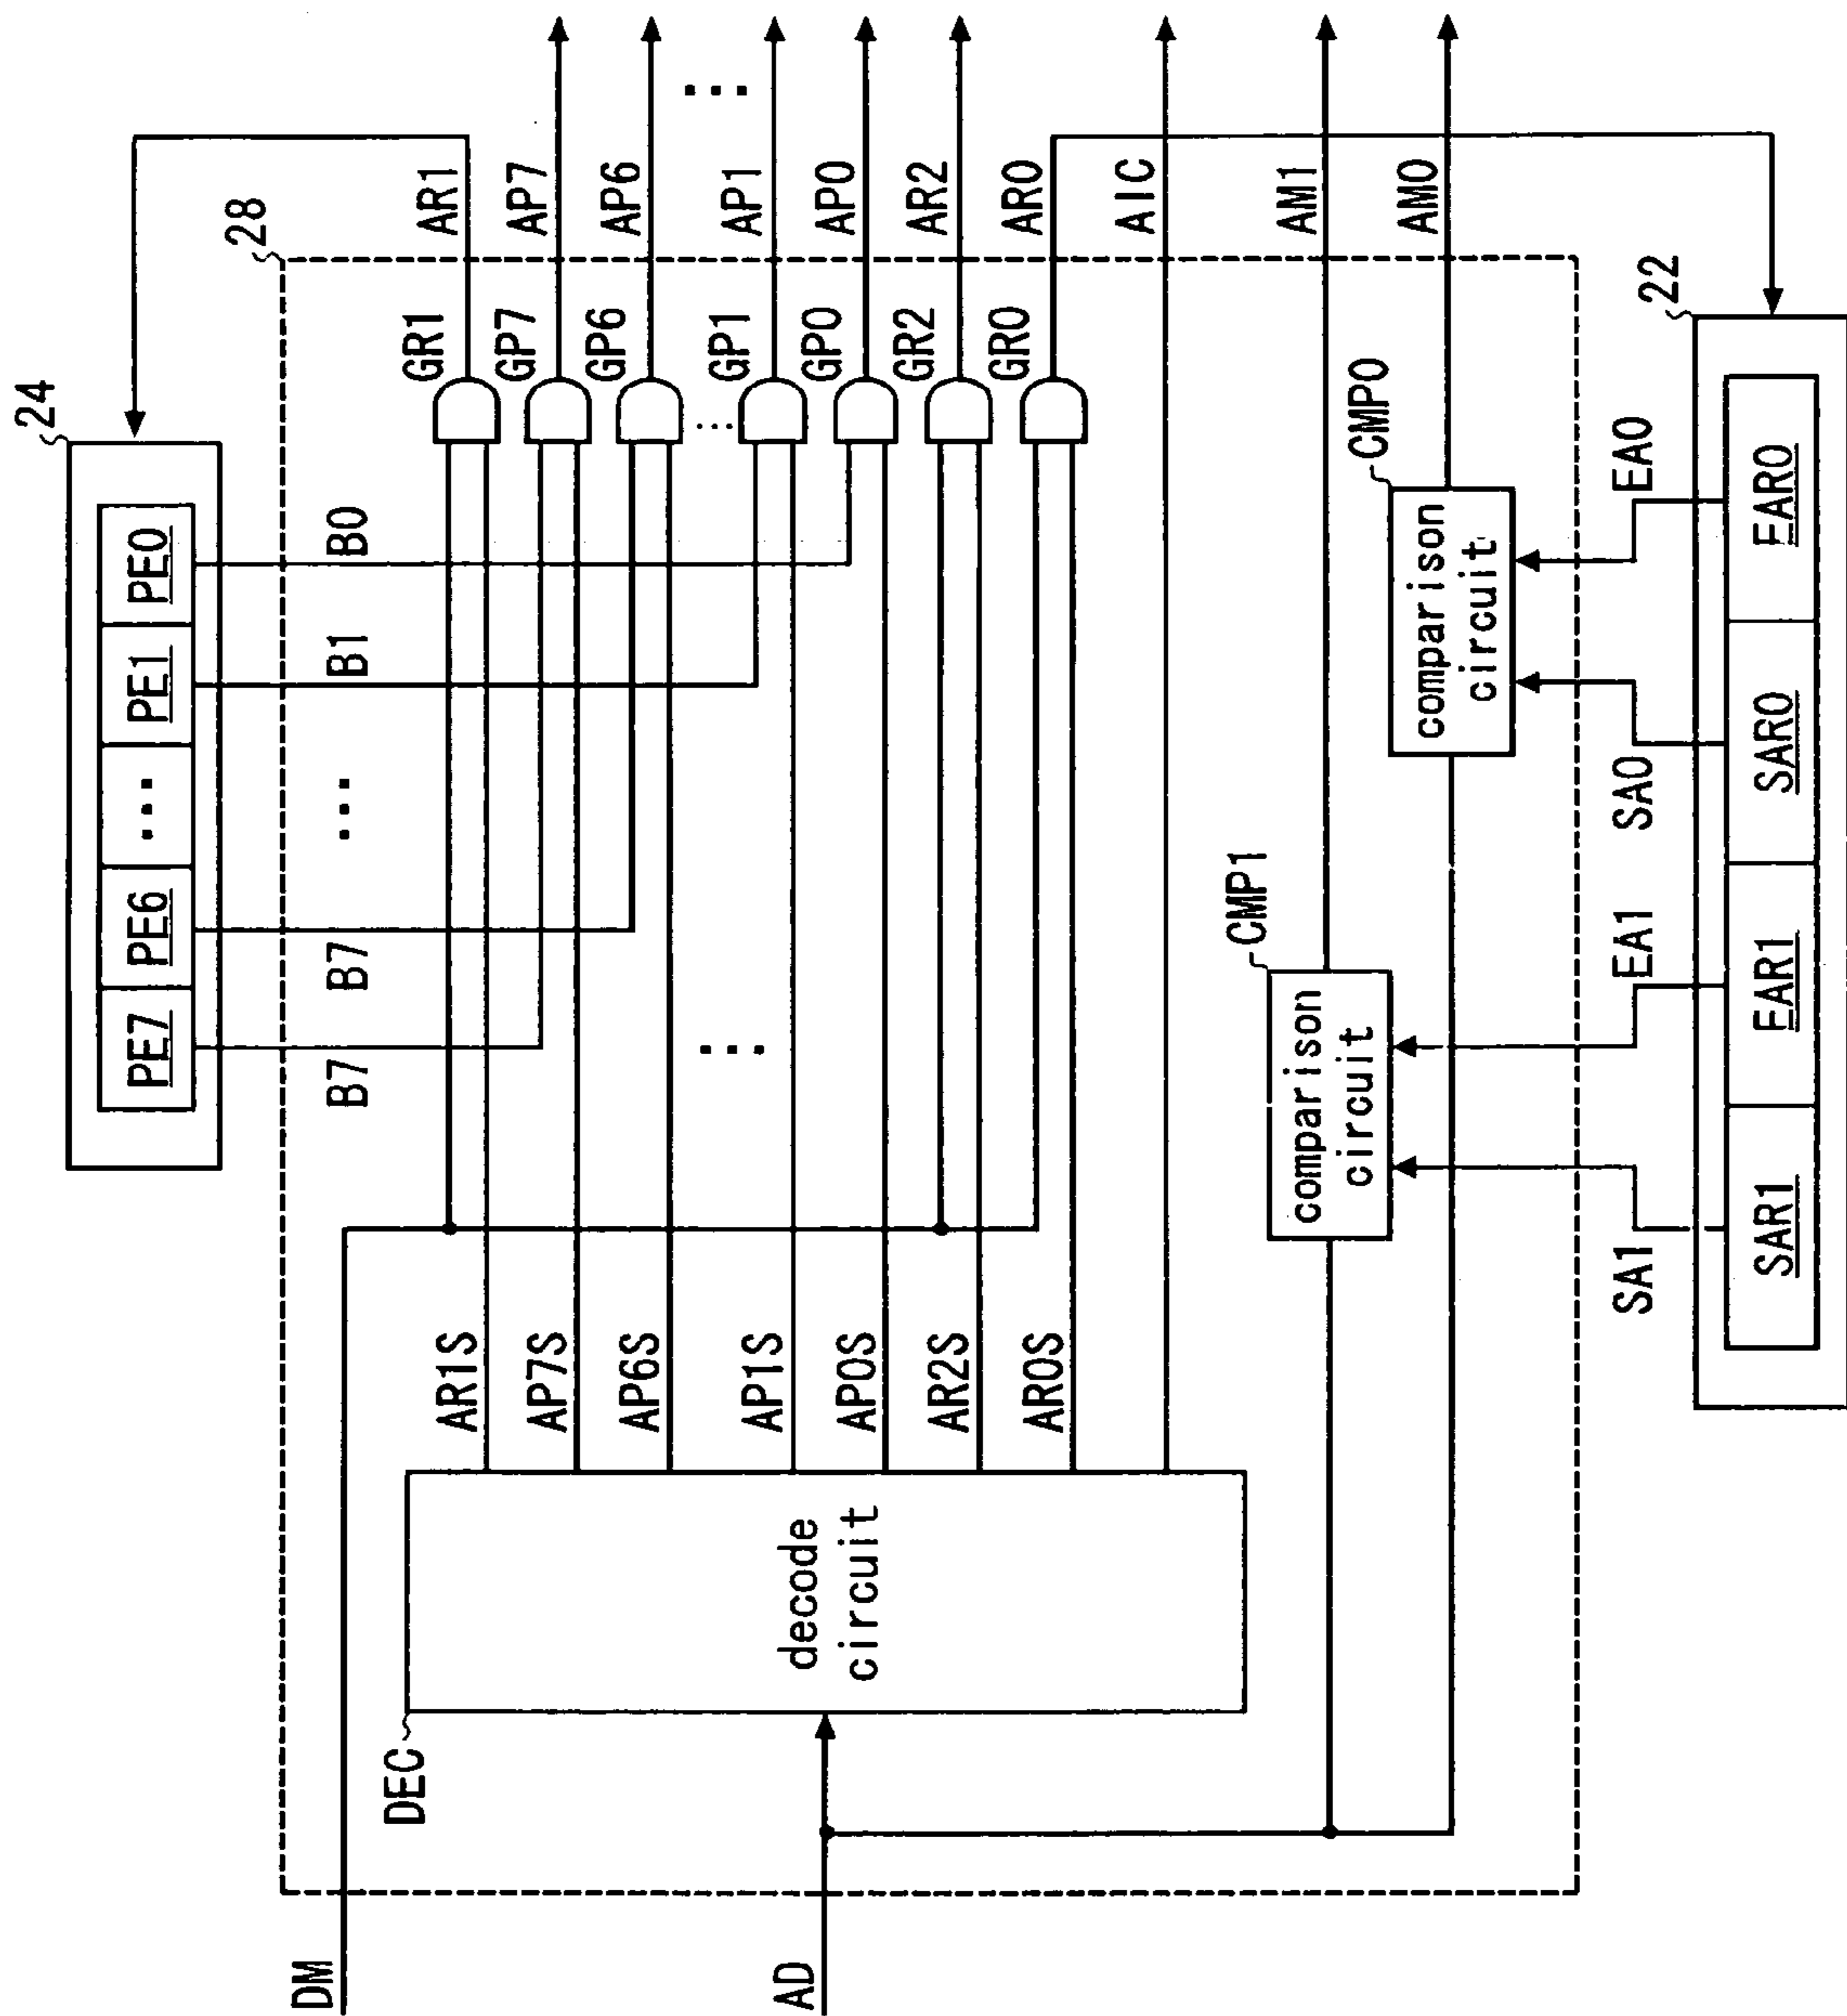 24
PE7
PE6
...
PE1
PE0
28
B7
B7
...
B1
B0
DM
AD
DEC
decode
circuit
AR1S
AP7S
AP6S
...
AP1S
AP0S
AR2S
AR0S
GR1
GP7
GP6
...
GP1
GP0
GR2
GR0
AR1
AP7
AP6
...
AP1
AP0
AR2
AR0
AIC
AM1
AM0
CMP1
comparison
circuit
CMP0
comparison
circuit
SA1
EA1
SA0
EA0
22
SAR1
EAR1
SAR0
EAR0